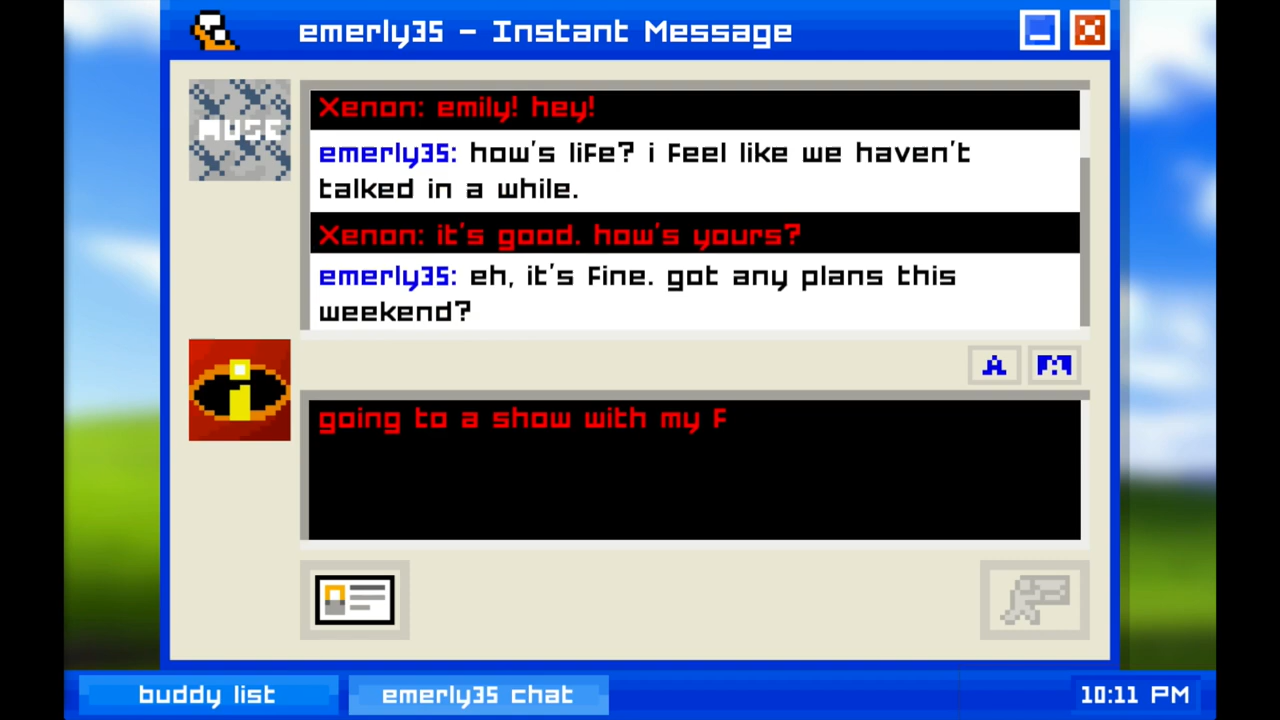 emerly35 - Instant Message
MUSE
Xenon: emily! hey!
emerly35: how's life? i feel like we haven't
talked in a while.
Xenon: it's good. how's yours?
emerly35: eh, it's fine. got any plans this
weekend?
A
i
going to a show with my f
buddy list
emerly35 chat
10:11 PM